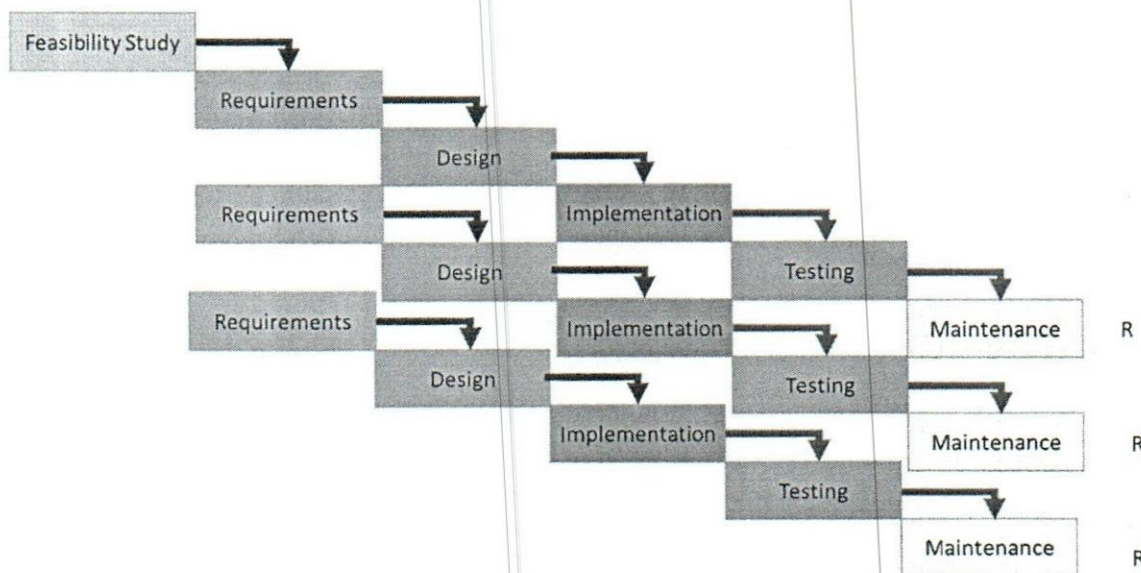 Feasibility Study
Requirements
Design
Requirements
Implementation
Design
Testing
Requirements
Implementation
Maintenance R
Design
Testing
Implementation
Maintenance R
Testing
Maintenance R